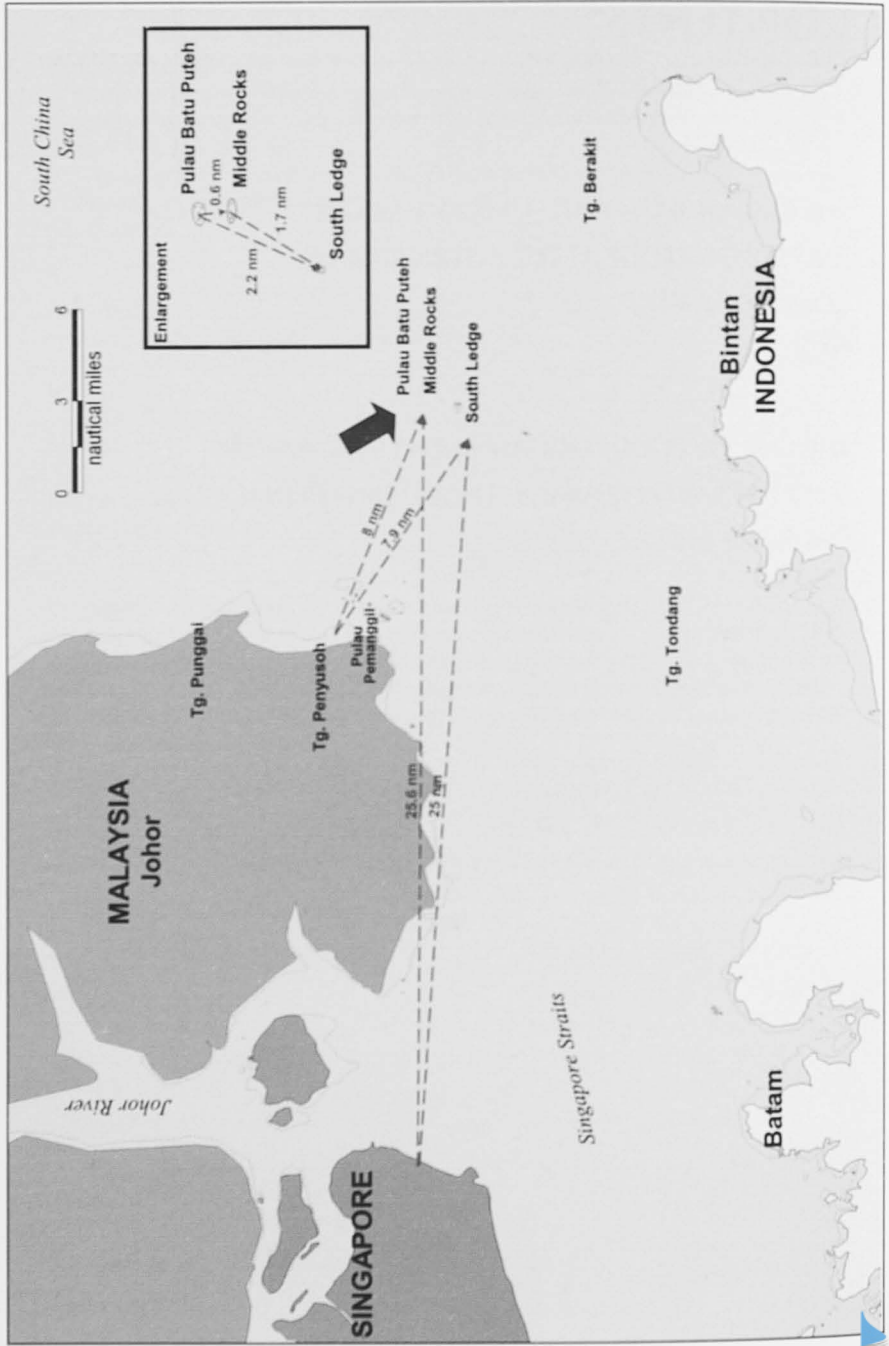 South China
Sea
0 3 6
nautical miles
Enlargement
Pulau Batu Puteh
0.6 nm
Middle Rocks
2.2 nm
1.7 nm
South Ledge
MALAYSIA
Johor
Johor River
Tg. Punggai
Tg. Penyusoh
Pulau
Pemanggil
8 nm
7.9 nm
Pulau Batu Puteh
Middle Rocks
South Ledge
25.6 nm
25 nm
SINGAPORE
Singapore Straits
Tg. Berakit
Tg. Tondang
Bintan
INDONESIA
Batam